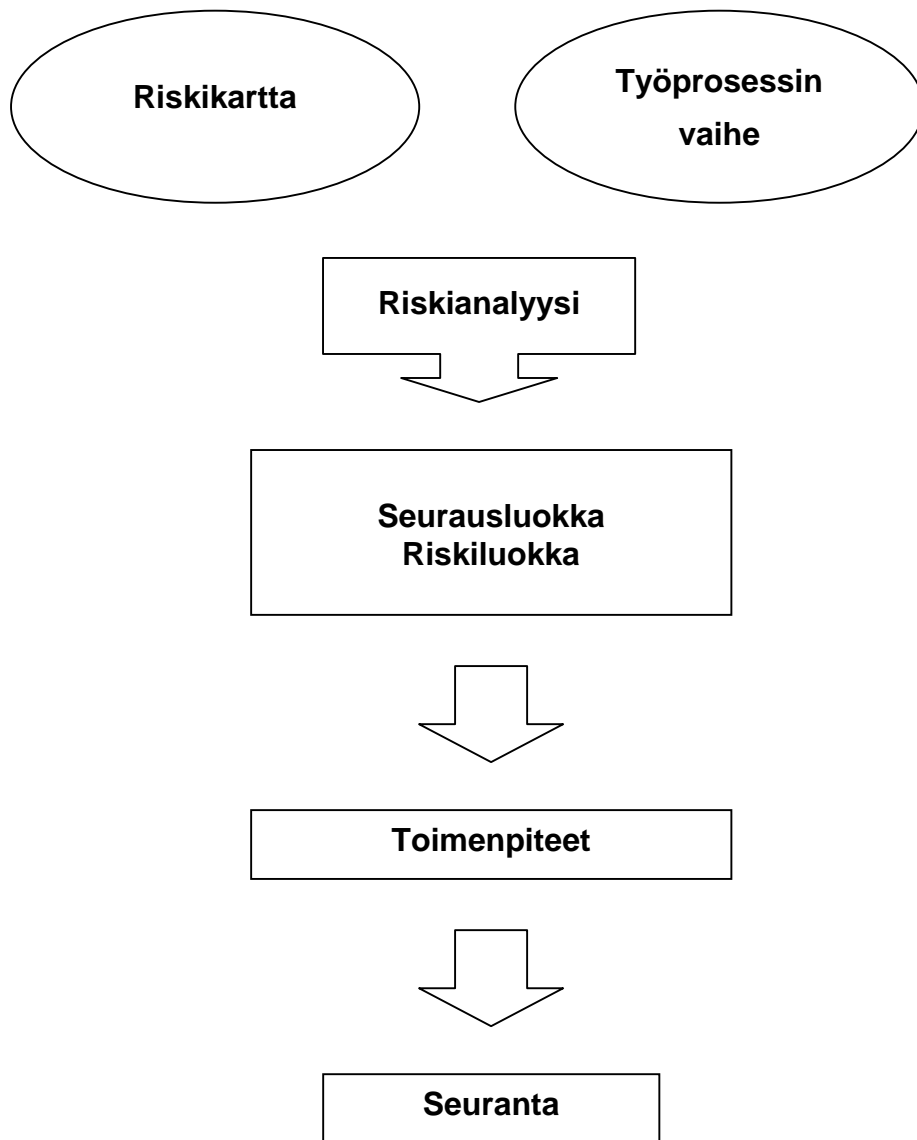 Riskikartta
Työprosessin
vaihe
Riskianalyysi
Seurausluokka
Riskiluokka
Toimenpiteet
Seuranta